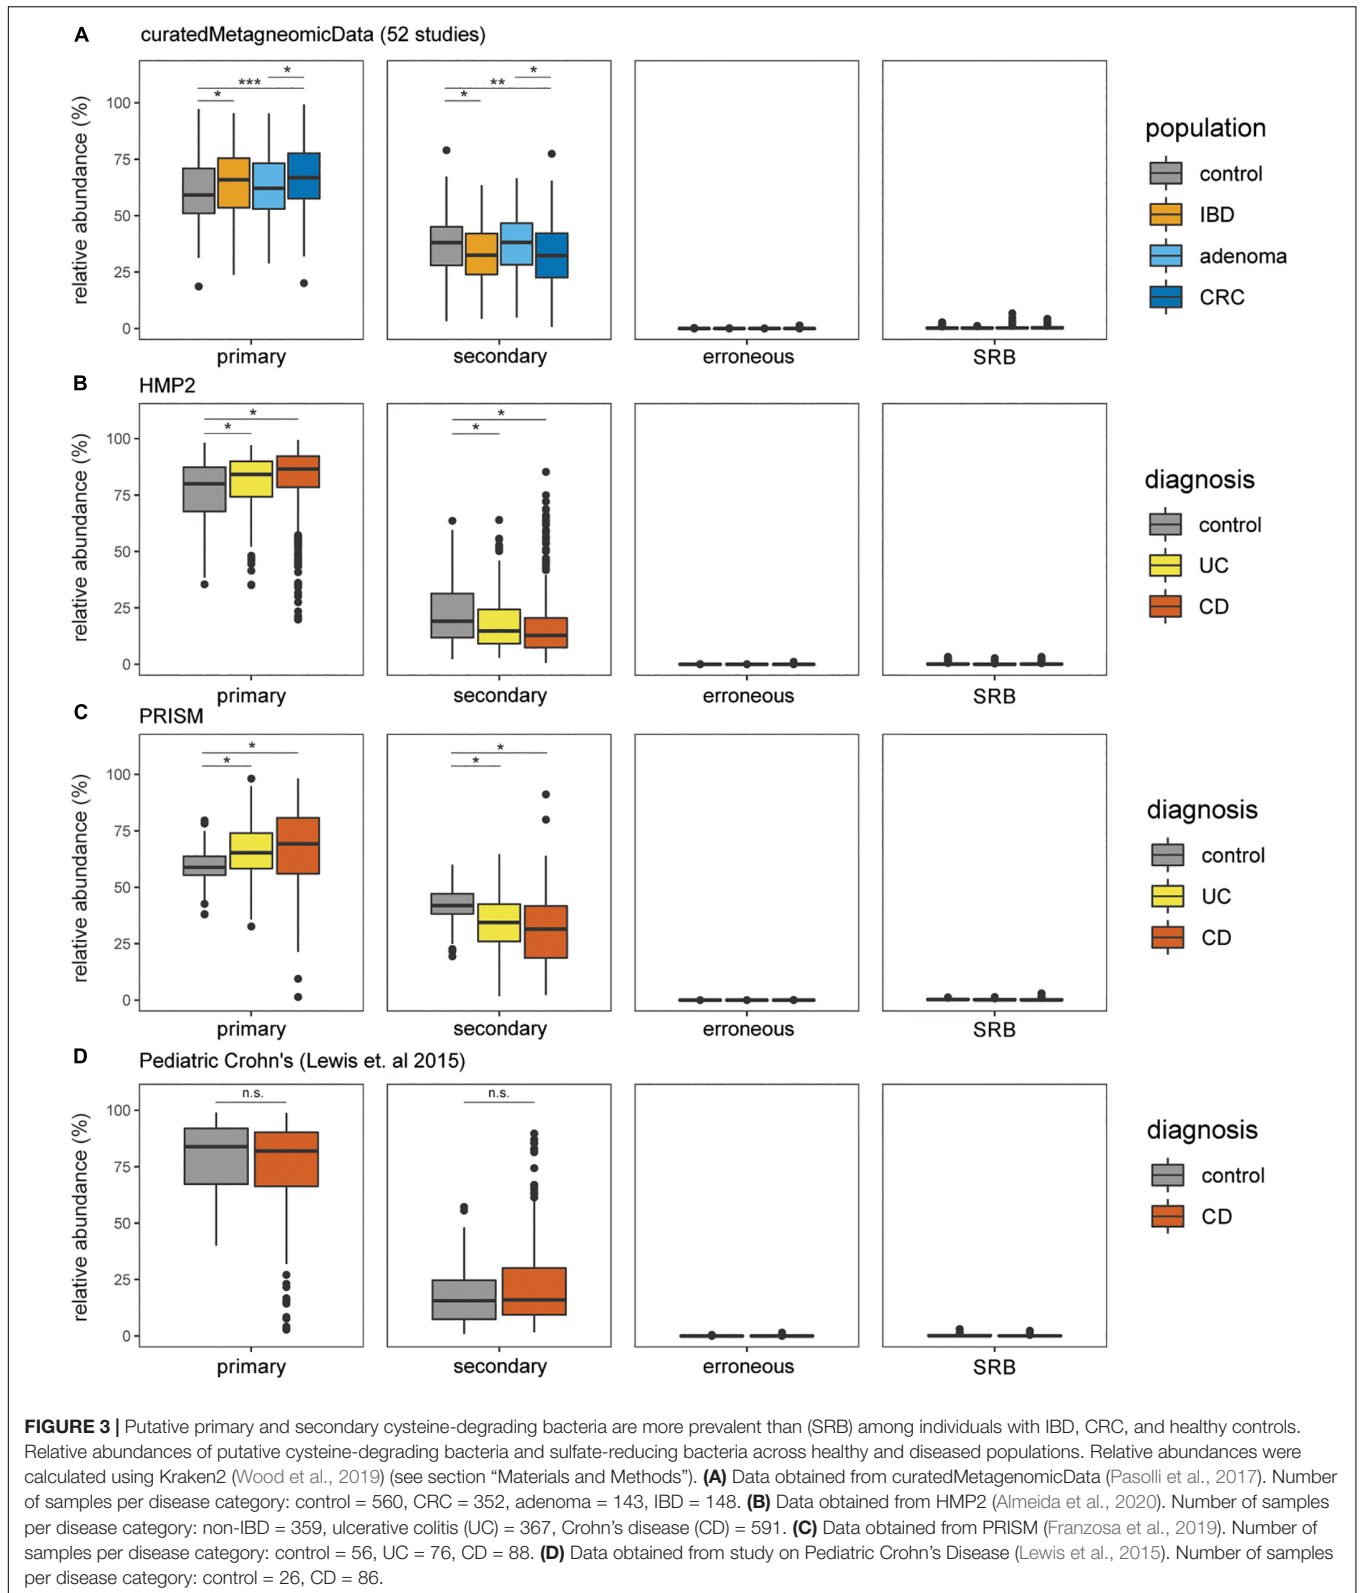 A curatedMetagneomicData (52 studies)
relative abundance (%)
100
75
50
25
0
*
***
*
*
**
*
primary
secondary
erroneous
SRB
population
control
IBD
adenoma
CRC
B HMP2
relative abundance (%)
100
75
50
25
0
*
*
*
*
primary
secondary
erroneous
SRB
diagnosis
control
UC
CD
C PRISM
relative abundance (%)
100
75
50
25
0
*
*
*
*
primary
secondary
erroneous
SRB
diagnosis
control
UC
CD
D Pediatric Crohn's (Lewis et. al 2015)
relative abundance (%)
100
75
50
25
0
n.s.
n.s.
primary
secondary
erroneous
SRB
diagnosis
control
CD
FIGURE 3 | Putative primary and secondary cysteine-degrading bacteria are more prevalent than (SRB) among individuals with IBD, CRC, and healthy controls.
Relative abundances of putative cysteine-degrading bacteria and sulfate-reducing bacteria across healthy and diseased populations. Relative abundances were
calculated using Kraken2 (Wood et al., 2019) (see section “Materials and Methods”). (A) Data obtained from curatedMetagenomicData (Pasolli et al., 2017). Number
of samples per disease category: control = 560, CRC = 352, adenoma = 143, IBD = 148. (B) Data obtained from HMP2 (Almeida et al., 2020). Number of samples
per disease category: non-IBD = 359, ulcerative colitis (UC) = 367, Crohn’s disease (CD) = 591. (C) Data obtained from PRISM (Franzosa et al., 2019). Number of
samples per disease category: control = 56, UC = 76, CD = 88. (D) Data obtained from study on Pediatric Crohn’s Disease (Lewis et al., 2015). Number of samples
per disease category: control = 26, CD = 86.